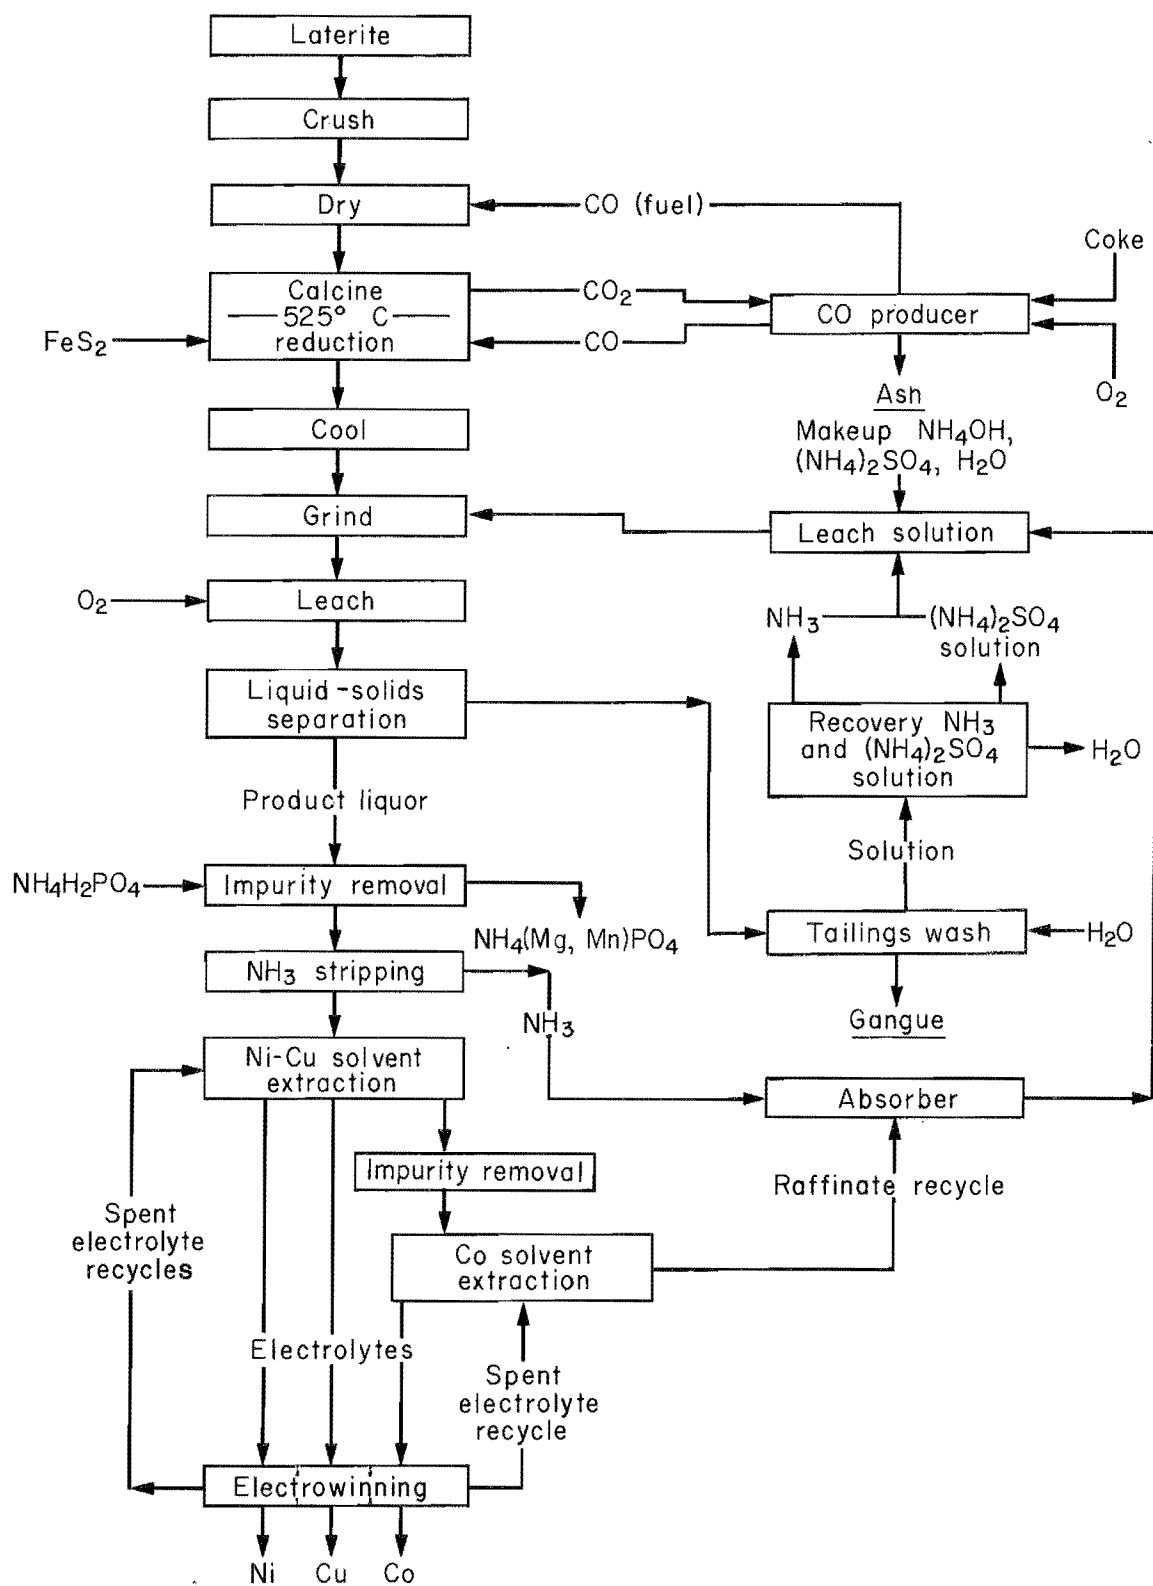 Laterite
Crush
Dry
CO (fuel)
Coke
Calcine
525° C
reduction
CO2
CO
CO producer
FeS2
O2
Ash
Cool
Makeup NH4OH,
(NH4)2SO4, H2O
Grind
Leach solution
O2
Leach
NH3
(NH4)2SO4
solution
Liquid-solids
separation
Recovery NH3
and (NH4)2SO4
solution
H2O
Product liquor
Solution
NH4H2PO4
Impurity removal
NH4(Mg, Mn)PO4
Tailings wash
H2O
NH3 stripping
NH3
Gangue
Ni-Cu solvent
extraction
Absorber
Impurity removal
Raffinate recycle
Spent
electrolyte
recycles
Co solvent
extraction
Electrolytes
Spent
electrolyte
recycle
Electrowinning
Ni
Cu
Co